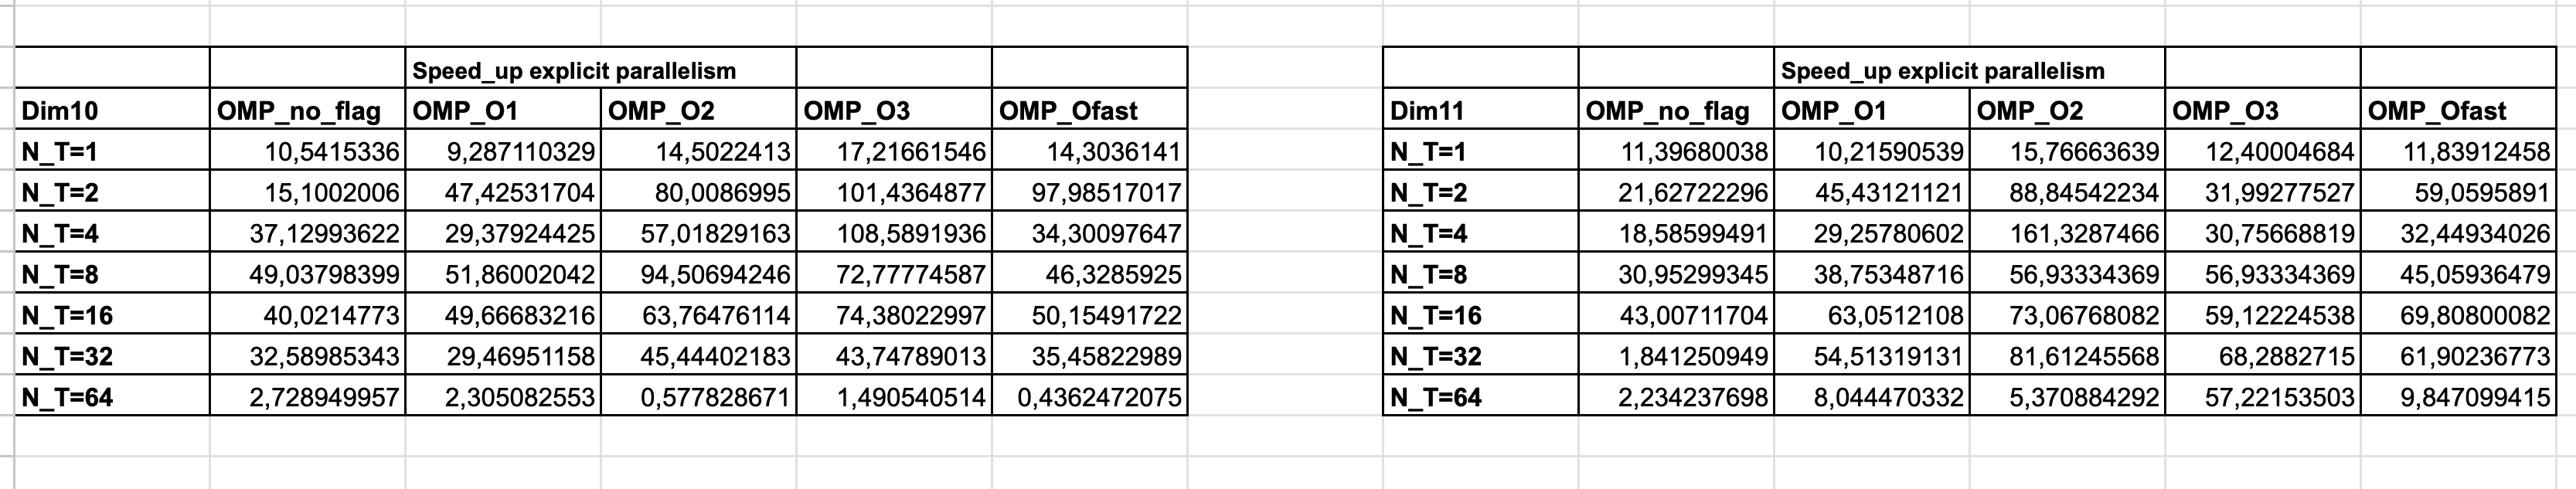 Speed_up explicit parallelism
Dim10 OMP_no_flag OMP_O1 OMP_O2 OMP_O3 OMP_Ofast
N_T=1 10,5415336 9,287110329 14,5022413 17,21661546 14,3036141
N_T=2 15,1002006 47,42531704 80,0086995 101,4364877 97,98517017
N_T=4 37,12993622 29,37924425 57,01829163 108,5891936 34,30097647
N_T=8 49,03798399 51,86002042 94,50694246 72,77774587 46,3285925
N_T=16 40,0214773 49,66683216 63,76476114 74,38022997 50,15491722
N_T=32 32,58985343 29,46951158 45,44402183 43,74789013 35,45822989
N_T=64 2,728949957 2,305082553 0,577828671 1,490540514 0,4362472075
Speed_up explicit parallelism
Dim11 OMP_no_flag OMP_O1 OMP_O2 OMP_O3 OMP_Ofast
N_T=1 11,39680038 10,21590539 15,76663639 12,40004684 11,83912458
N_T=2 21,62722296 45,43121121 88,84542234 31,99277527 59,0595891
N_T=4 18,58599491 29,25780602 161,3287466 30,75668819 32,44934026
N_T=8 30,95299345 38,75348716 56,93334369 56,93334369 45,05936479
N_T=16 43,00711704 63,0512108 73,06768082 59,12224538 69,80800082
N_T=32 1,841250949 54,51319131 81,61245568 68,2882715 61,90236773
N_T=64 2,234237698 8,044470332 5,370884292 57,22153503 9,847099415